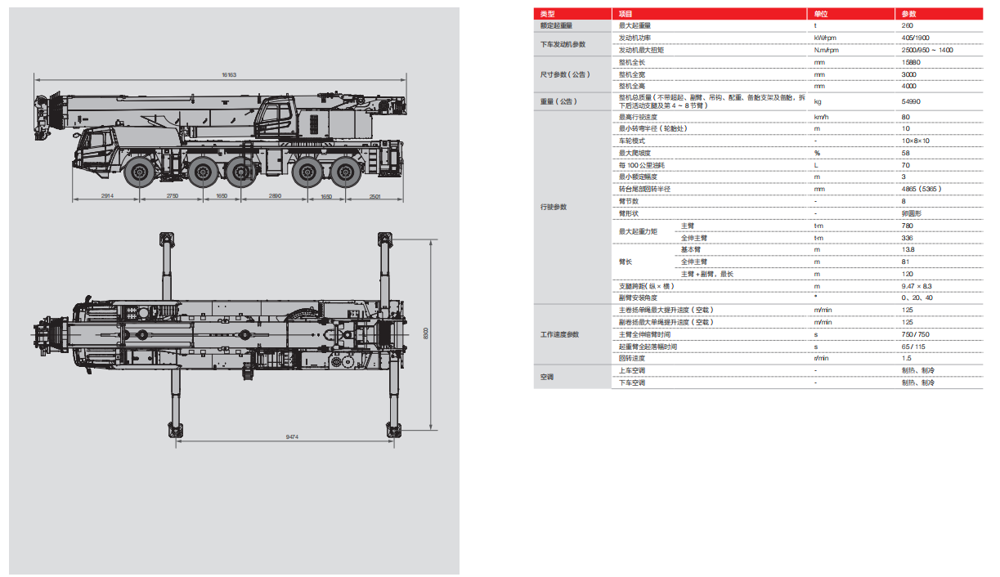 16163
2914 2750 1650 2890 1650 2501
8300
9474
类型 项目 单位 参数
额定起重量 最大起重量 t 260
下车发动机参数 发动机功率 kW/rpm 405/1900
发动机最大扭矩 N.m/rpm 2500/950 ~ 1400
尺寸参数（公告） 整机全长 mm 15880
整机全宽 mm 3000
整机全高 mm 4000
重量（公告） 整机总质量（不带超起、副臂、吊钩、配重、备胎支架及备胎，拆
下后活动支腿及第 4 ~ 8 节臂） kg 54990
行驶参数 最高行驶速度 km/h 80
最小转弯半径（轮胎处） m 10
车轮模式 - 10×8×10
最大爬坡度 % 58
每 100 公里油耗 L 70
最小额定幅度 m 3
转台尾部回转半径 mm 4865（5365）
臂节数 - 8
臂形状 - 卵圆形
最大起重力矩 主臂 t·m 780
全伸主臂 t·m 336
臂长 基本臂 m 13.8
全伸主臂 m 81
主臂 + 副臂，最长 m 120
支腿跨距( 纵 × 横 ) m 9.47 × 8.3
副臂安装角度 ° 0、20、40
工作速度参数 主卷扬单绳最大提升速度（空载） m/min 125
副卷扬最大单绳提升速度（空载） m/min 125
主臂全伸缩臂时间 s 750 / 750
起重臂全起落幅时间 s 65 / 115
回转速度 r/min 1.5
空调 上车空调 - 制热、制冷
下车空调 - 制热、制冷